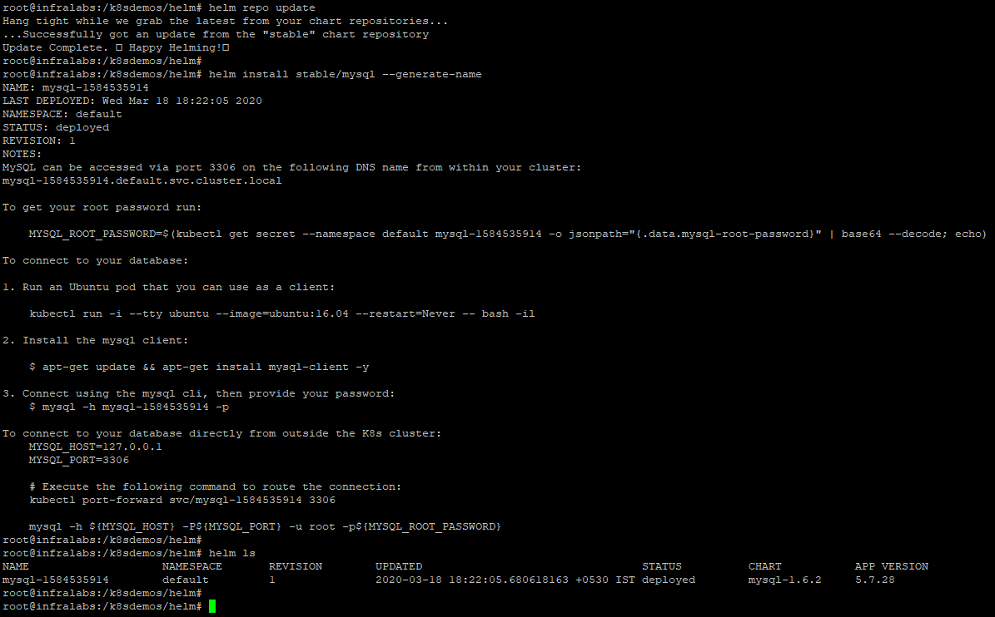 root@infralabs:/k8sdemos/helm# helm repo update
Hang tight while we grab the latest from your chart repositories...
...Successfully got an update from the "stable" chart repository
Update Complete. ⎈ Happy Helming!⎈
root@infralabs:/k8sdemos/helm#
root@infralabs:/k8sdemos/helm# helm install stable/mysql --generate-name
NAME: mysql-1584535914
LAST DEPLOYED: Wed Mar 18 18:22:05 2020
NAMESPACE: default
STATUS: deployed
REVISION: 1
NOTES:
MySQL can be accessed via port 3306 on the following DNS name from within your cluster:
mysql-1584535914.default.svc.cluster.local
To get your root password run:
MYSQL_ROOT_PASSWORD=$(kubectl get secret --namespace default mysql-1584535914 -o jsonpath="{.data.mysql-root-password}" | base64 --decode; echo)
To connect to your database:
1. Run an Ubuntu pod that you can use as a client:
kubectl run -i --tty ubuntu --image=ubuntu:16.04 --restart=Never -- bash -il
2. Install the mysql client:
$ apt-get update && apt-get install mysql-client -y
3. Connect using the mysql cli, then provide your password:
$ mysql -h mysql-1584535914 -p
To connect to your database directly from outside the K8s cluster:
MYSQL_HOST=127.0.0.1
MYSQL_PORT=3306
# Execute the following command to route the connection:
kubectl port-forward svc/mysql-1584535914 3306
mysql -h ${MYSQL_HOST} -P${MYSQL_PORT} -u root -p${MYSQL_ROOT_PASSWORD}
root@infralabs:/k8sdemos/helm#
root@infralabs:/k8sdemos/helm# helm ls
NAME NAMESPACE REVISION UPDATED STATUS CHART APP VERSION
mysql-1584535914 default 1 2020-03-18 18:22:05.680618163 +0530 IST deployed mysql-1.6.2 5.7.28
root@infralabs:/k8sdemos/helm#
root@infralabs:/k8sdemos/helm#